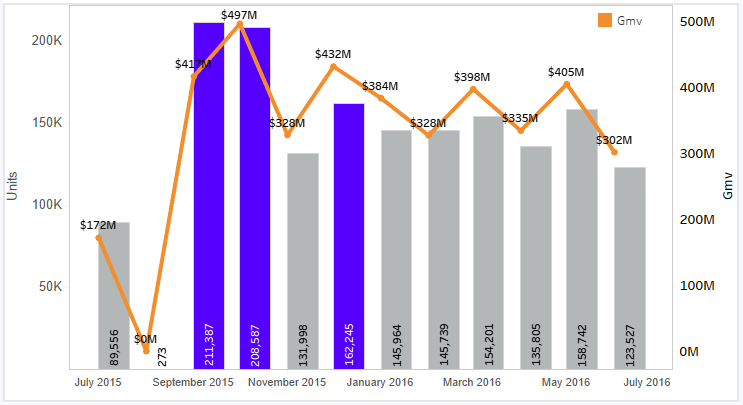 $497M
Gmv
500M
200K
$417M
$432M
400M
$384M
$398M
$405M
150K
$328M
$328M
$335M
300M
$302M
Units
Gmv
100K
200M
$172M
50K
100M
$0M
0M
89,556
273
211,387
208,587
131,998
162,245
145,964
145,739
154,201
135,805
158,742
123,527
July 2015
September 2015
November 2015
January 2016
March 2016
May 2016
July 2016